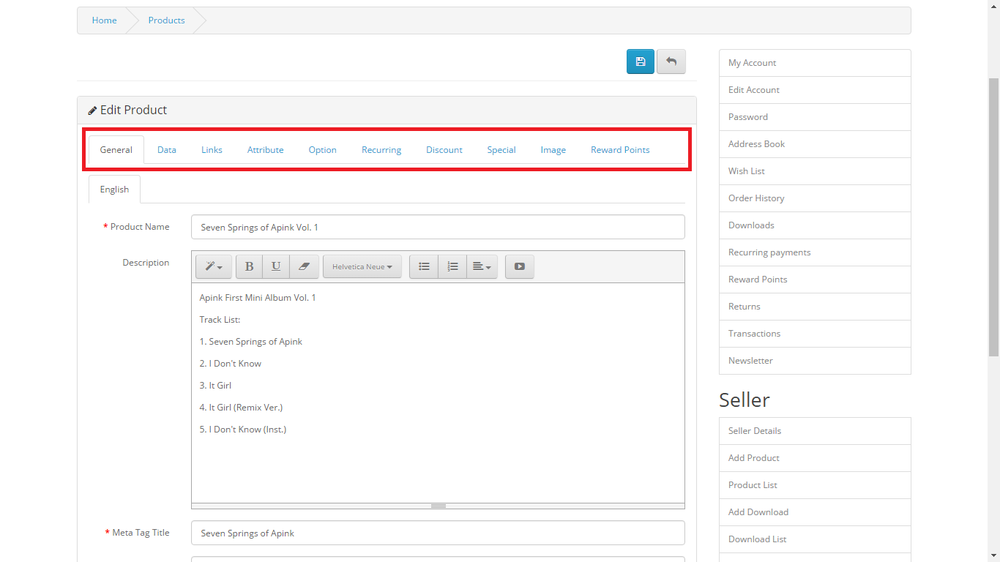 Home
Products
Edit Product
General Data Links Attribute Option Recurring Discount Special Image Reward Points
English
* Product Name
Seven Springs of Apink Vol. 1
Description
B U Helvetica Neue
Apink First Mini Album Vol. 1
Track List:
1. Seven Springs of Apink
2. I Don't Know
3. It Girl
4. It Girl (Remix Ver.)
5. I Don't Know (Inst.)
* Meta Tag Title
Seven Springs of Apink
My Account
Edit Account
Password
Address Book
Wish List
Order History
Downloads
Recurring payments
Reward Points
Returns
Transactions
Newsletter
Seller
Seller Details
Add Product
Product List
Add Download
Download List